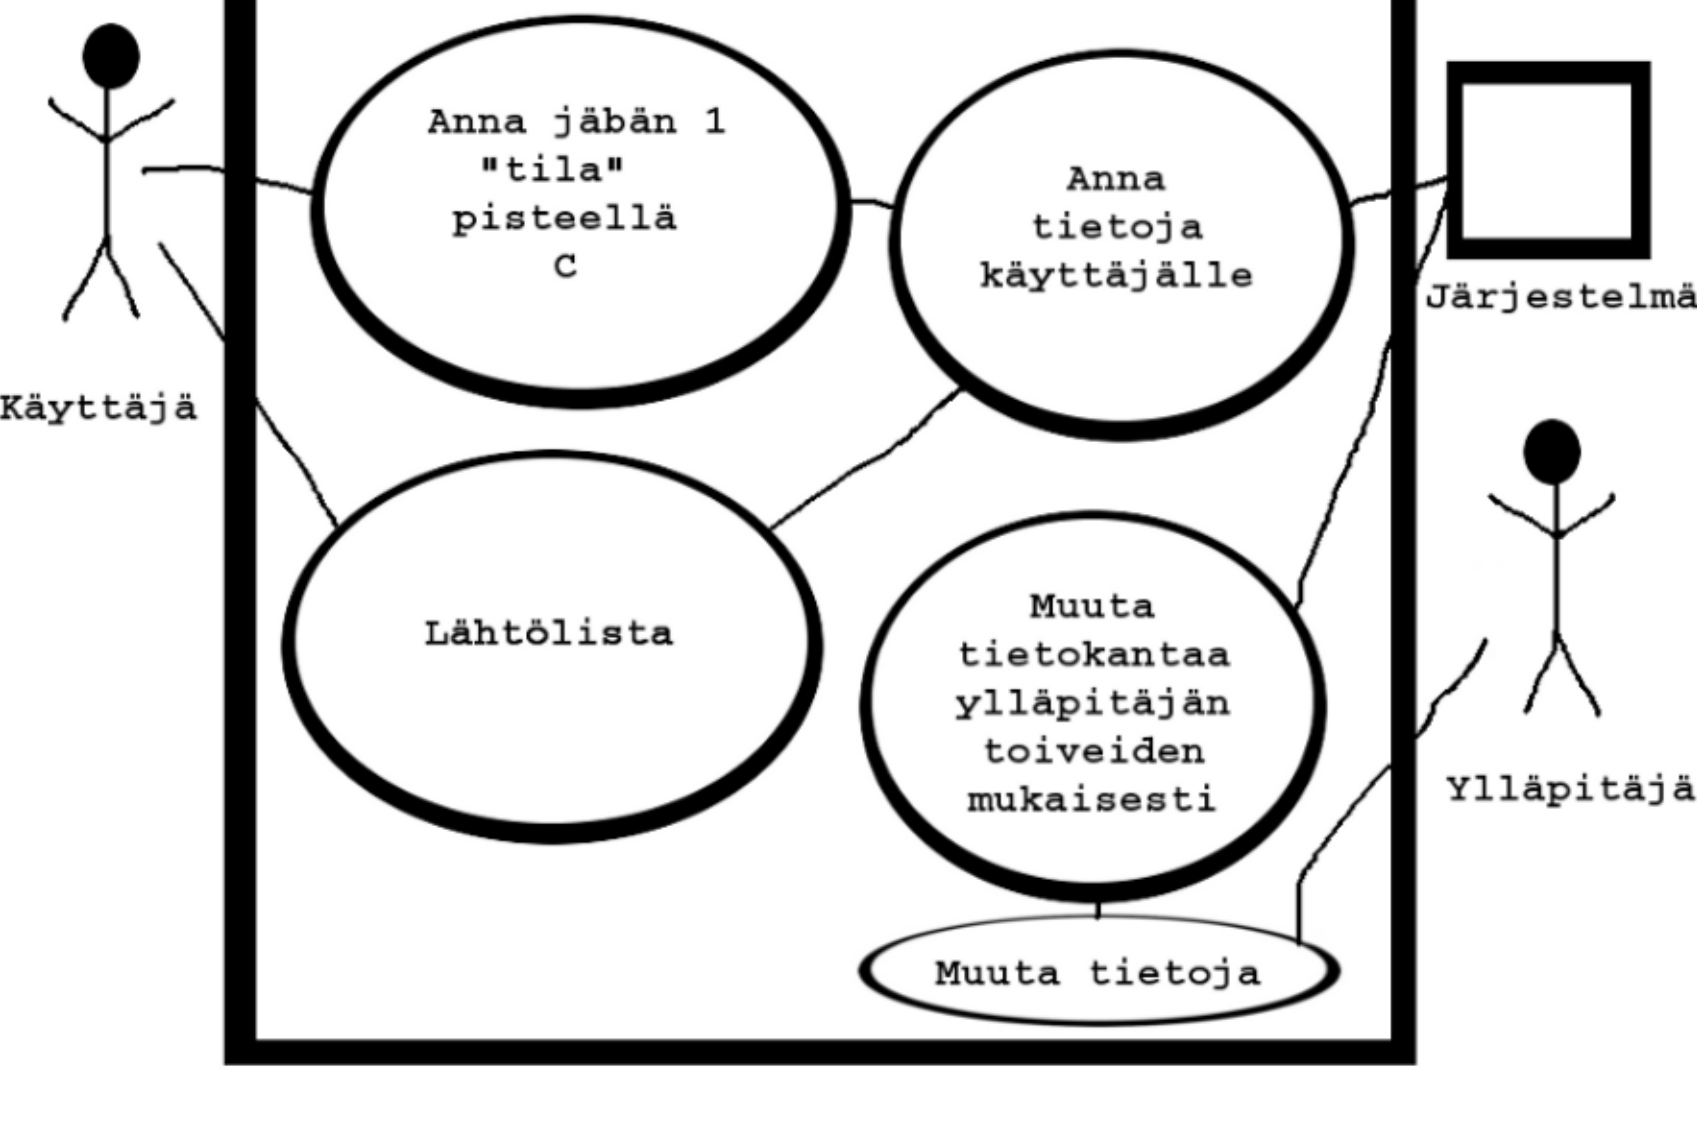 Anna jäbän 1
"tila"
pisteellä
C
Anna
tietoja
käyttäjälle
Järjestelmä
Käyttäjä
Lähtölista
Muuta
tietokantaa
ylläpitäjän
toiveiden
mukaisesti
Ylläpitäjä
Muuta tietoja